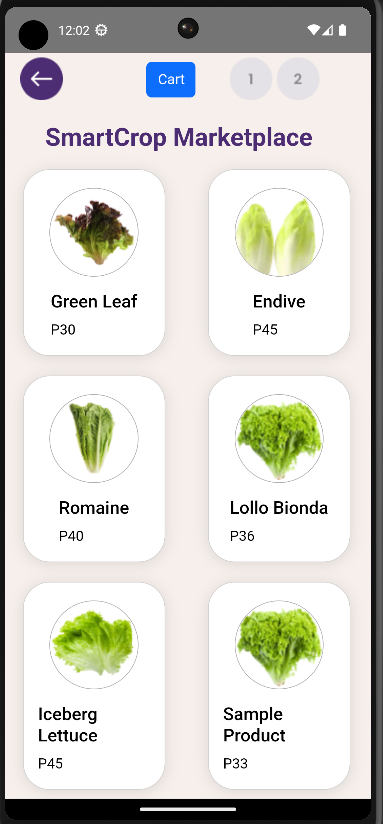 12:02
Cart
1
2
SmartCrop Marketplace
Green Leaf
P30
Endive
P45
Romaine
P40
Lollo Bionda
P36
Iceberg
Lettuce
P45
Sample
Product
P33